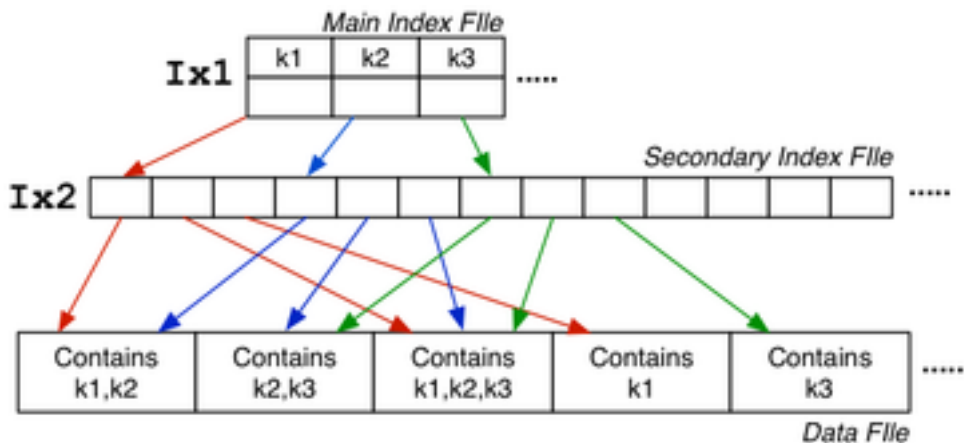 Main Index FIle
Ix1
k1 k2 k3 .....
Secondary Index FIle
Ix2 .....
Contains k1,k2
Contains k2,k3
Contains k1,k2,k3
Contains k1
Contains k3
.....
Data FIle